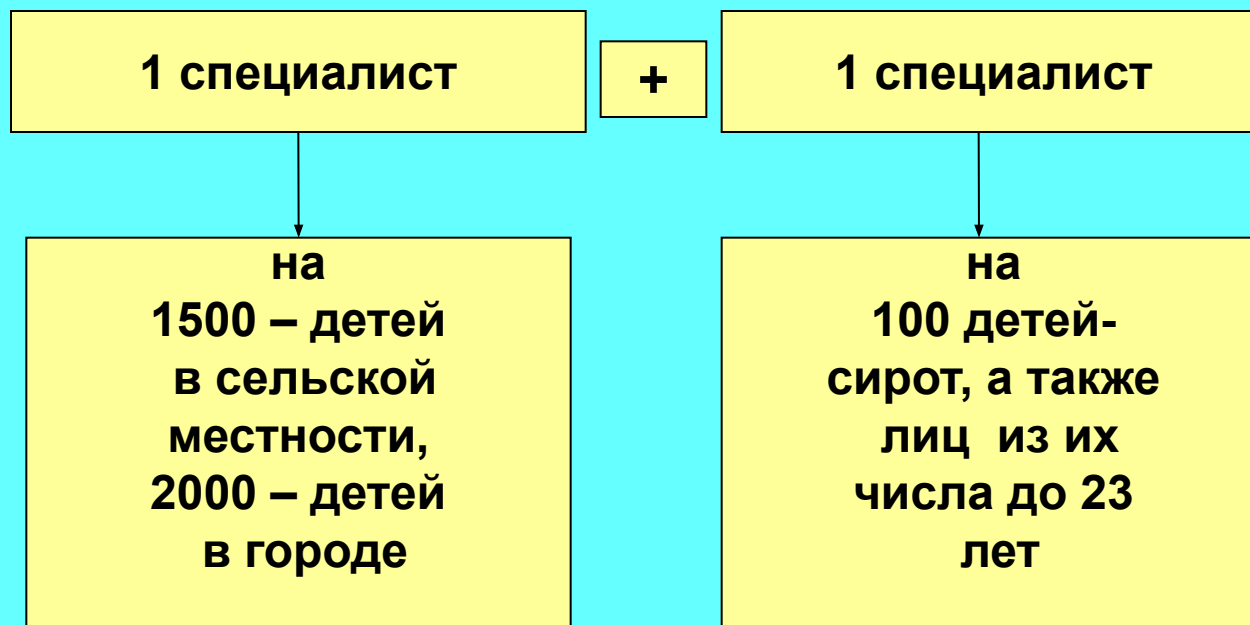 1 специалист
+
1 специалист
на
1500 – детей
в сельской
местности,
2000 – детей
в городе
на
100 детей-
сирот, а также
лиц из их
числа до 23
лет